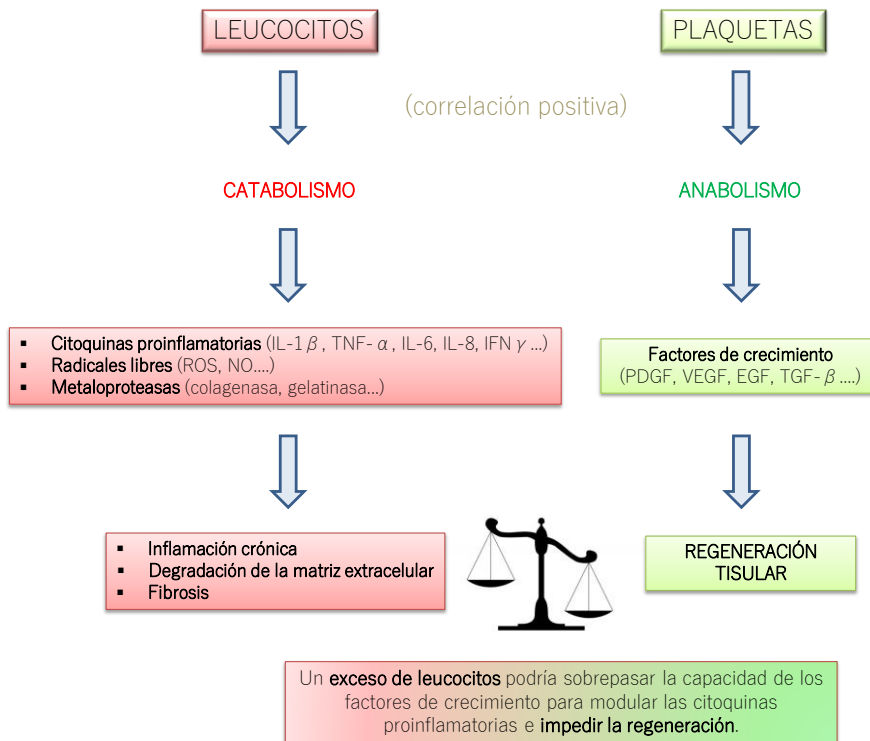 LEUCOCITOS
PLAQUETAS
(correlación positiva)
CATABOLISMO
ANABOLISMO
▪ Citoquinas proinflamatorias (IL-1 β , TNF- α , IL-6, IL-8, IFN γ ...)
▪ Radicales libres (ROS, NO....)
▪ Metaloproteasas (colagenasa, gelatinasa...)
Factores de crecimiento
(PDGF, VEGF, EGF, TGF- β ....)
▪ Inflamación crónica
▪ Degradación de la matriz extracelular
▪ Fibrosis
REGENERACIÓN
TISULAR
Un exceso de leucocitos podría sobrepasar la capacidad de los
factores de crecimiento para modular las citoquinas
proinflamatorias e impedir la regeneración.